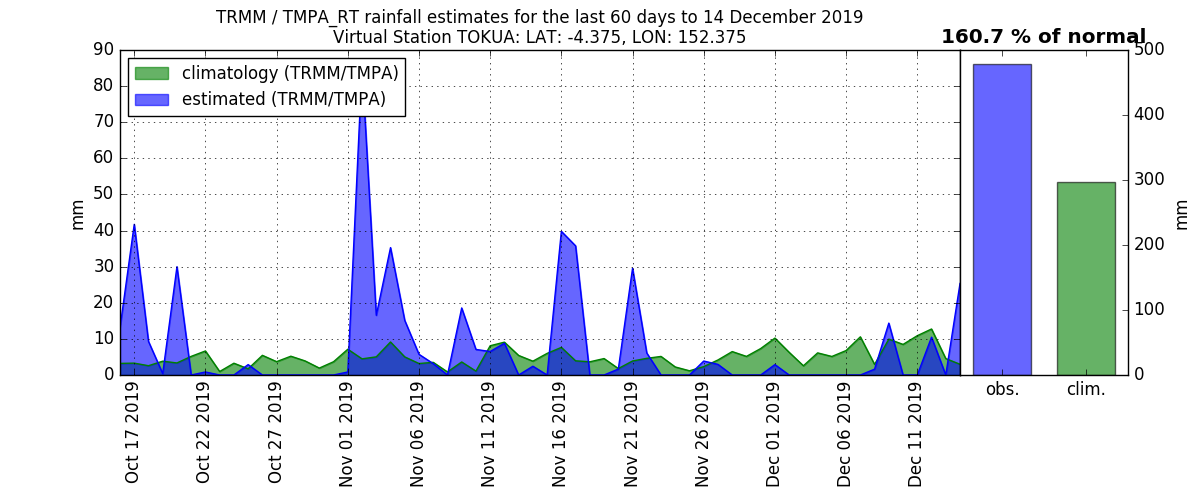 TRMM / TMPA_RT rainfall estimates for the last 60 days to 14 December 2019
Virtual Station TOKUA: LAT: -4.375, LON: 152.375
160.7 % of normal
climatology (TRMM/TMPA)
estimated (TRMM/TMPA)
90
80
70
60
50
40
30
20
10
0
mm
Oct 17 2019
Oct 22 2019
Oct 27 2019
Nov 01 2019
Nov 06 2019
Nov 11 2019
Nov 16 2019
Nov 21 2019
Nov 26 2019
Dec 01 2019
Dec 06 2019
Dec 11 2019
obs.
clim.
500
400
300
200
100
0
mm